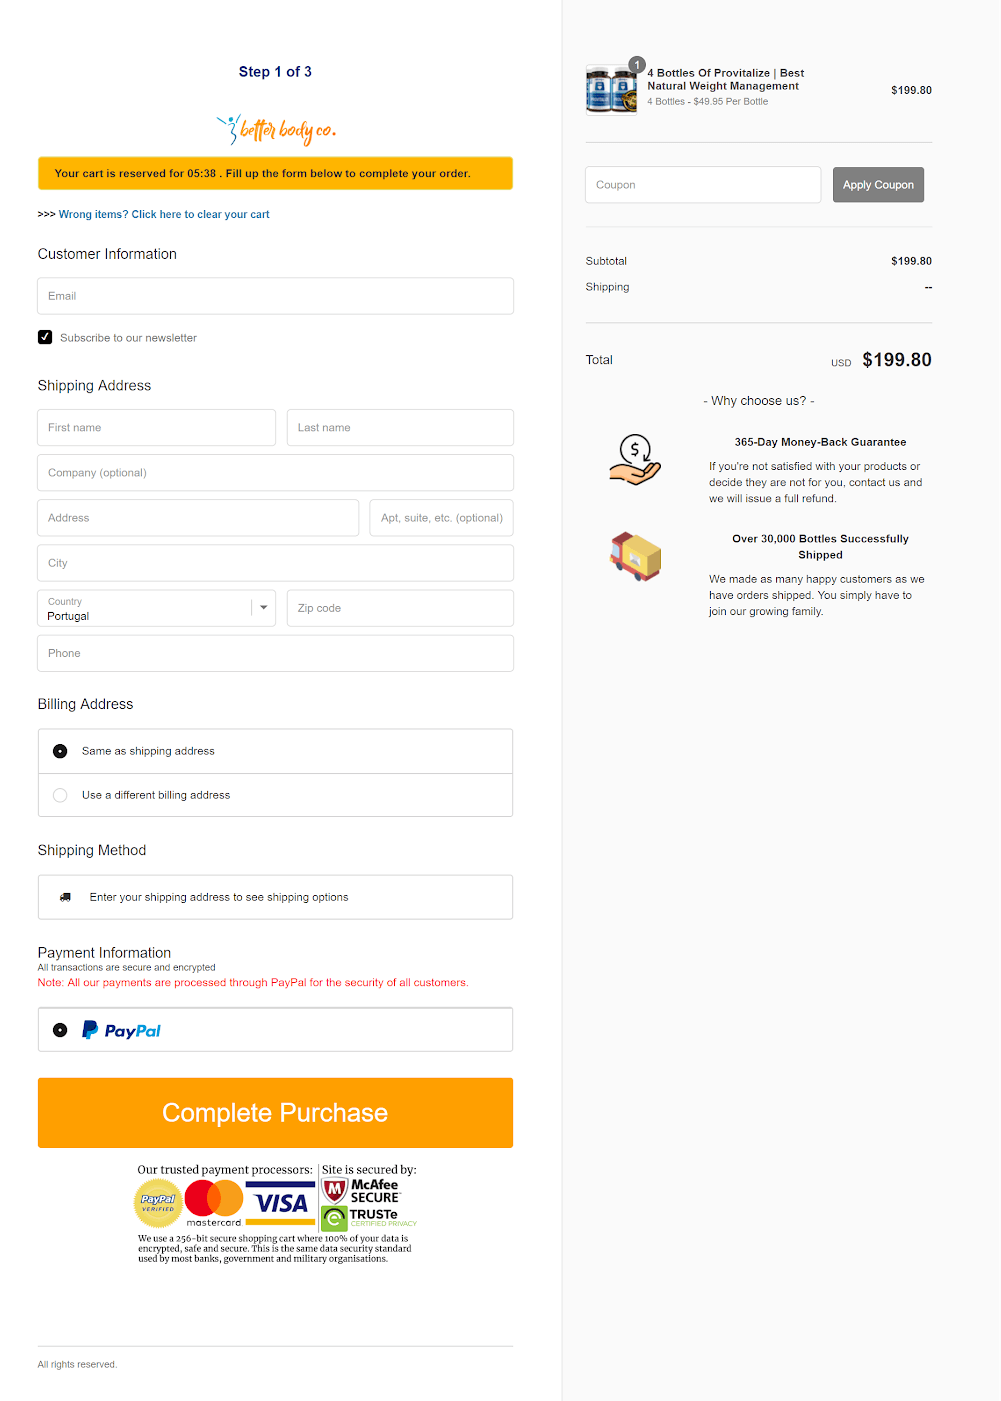 Step 1 of 3
better body co.
Your cart is reserved for 05:38 . Fill up the form below to complete your order.
>>> Wrong items? Click here to clear your cart
Customer Information
Email
Subscribe to our newsletter
Shipping Address
First name
Last name
Company (optional)
Address
Apt, suite, etc. (optional)
City
Country
Portugal
Zip code
Phone
Billing Address
Same as shipping address
Use a different billing address
Shipping Method
Enter your shipping address to see shipping options
Payment Information
All transactions are secure and encrypted
Note: All our payments are processed through PayPal for the security of all customers.
PayPal
Complete Purchase
Our trusted payment processors:
Site is secured by:
PayPal
VERIFIED
mastercard
VISA
McAfee
SECURE
TRUSTe
CERTIFIED PRIVACY
We use a 256-bit secure shopping cart where 100% of your data is
encrypted, safe and secure. This is the same data security standard
used by most banks, government and military organisations.
All rights reserved.
1
4 Bottles Of Provitalize | Best
Natural Weight Management
4 Bottles - $49.95 Per Bottle
$199.80
Coupon
Apply Coupon
Subtotal
$199.80
Shipping
--
Total
USD $199.80
- Why choose us? -
365-Day Money-Back Guarantee
If you're not satisfied with your products or
decide they are not for you, contact us and
we will issue a full refund.
Over 30,000 Bottles Successfully
Shipped
We made as many happy customers as we
have orders shipped. You simply have to
join our growing family.